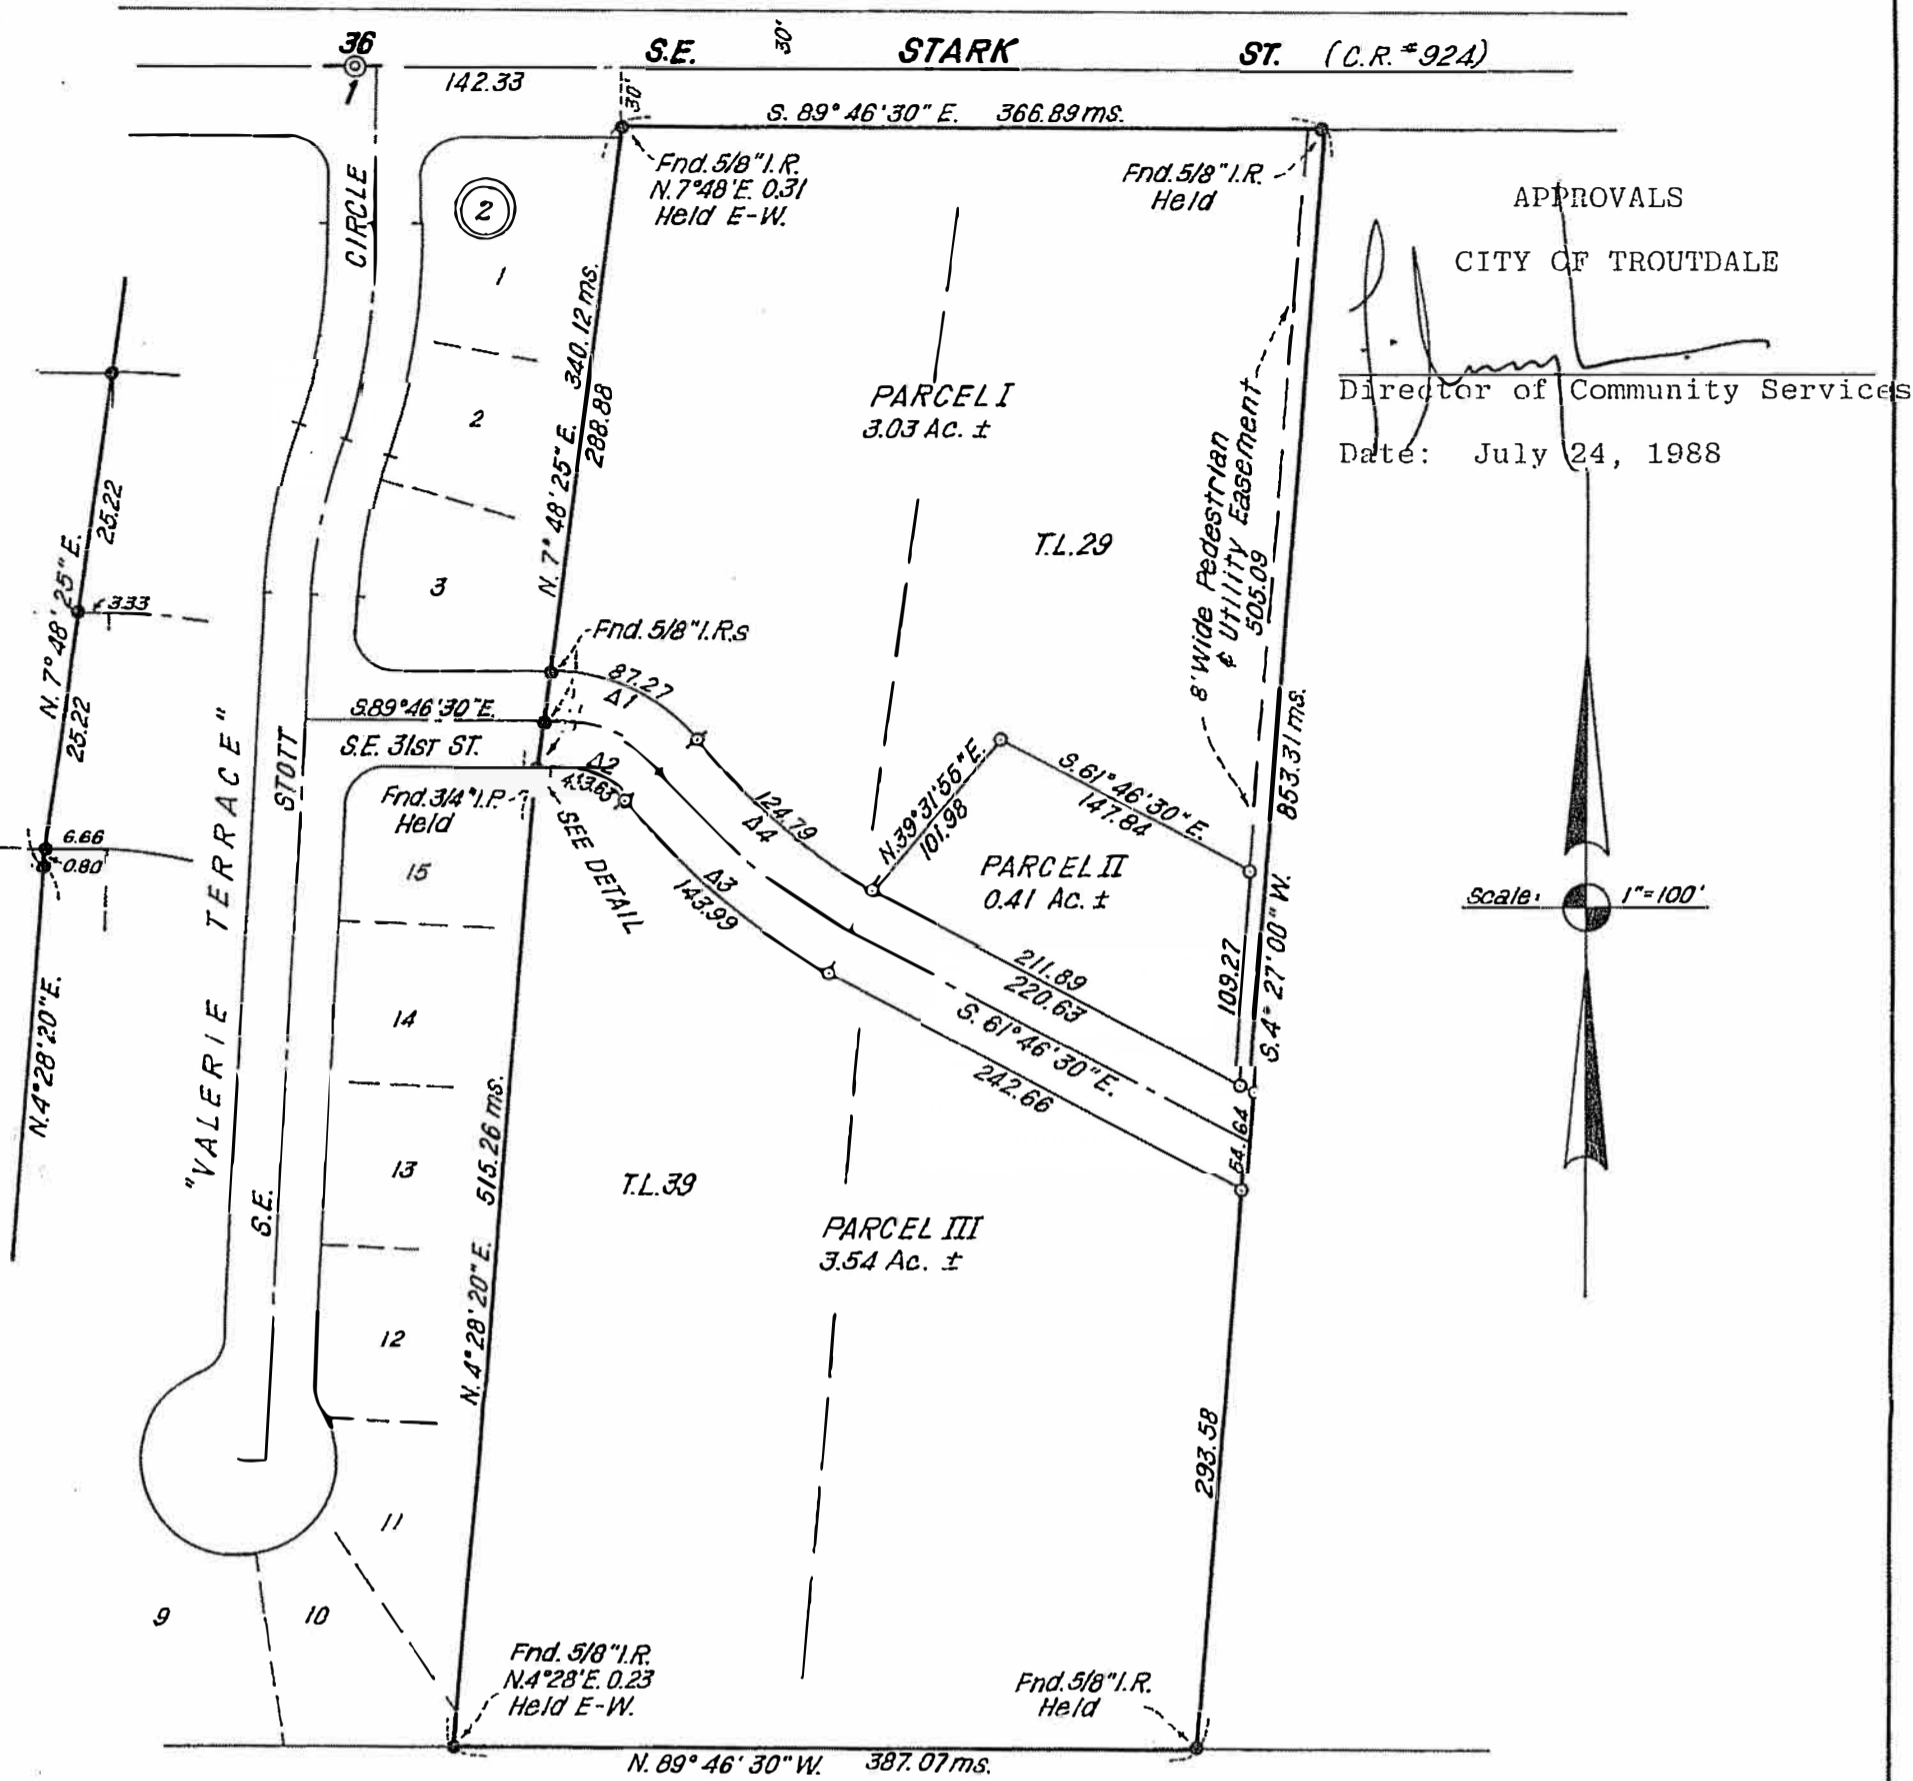 36
1
142.33
30'
S.E. STARK ST. (C.R. #924)
30'
S. 89° 46' 30" E. 366.89 ms.
Fnd. 5/8" I.R.
N. 7° 48' E. 0.31
Held E-W.
Fnd. 5/8" I.R.
Held
APPROVALS
CITY OF TROUTDALE
Director of Community Services
Date: July 24, 1988
CIRCLE
2
1
2
3
N. 7° 48' 25" E. 340.12 ms.
288.88
PARCEL I
3.03 AC. ±
T.L. 29
8' Wide Pedestrian
& Utility Easement
505.09
853.31 ms.
S. 4° 27' 00" W.
25.22
N. 7° 48' 25" E.
3.33
25.22
6.66
0.80
N. 4° 28' 20" E.
"VALERIE TERRACE"
STOTT
S.E.
Fnd. 5/8" I.R.s
S. 89° 46' 30" E.
S.E. 31ST ST.
Fnd. 3/4" I.P.
Held
SEE DETAIL
87.27
Δ1
Δ2
43.63
124.79
Δ4
Δ3
143.99
N. 39° 31' 56" E.
101.98
S. 61° 46' 30" E.
147.84
PARCEL II
0.41 Ac. ±
109.27
211.89
220.63
S. 61° 46' 30" E.
242.66
54.64
Scale: 1" = 100'
15
14
13
12
11
10
9
N. 4° 28' 20" E. 515.26 ms.
T.L. 39
PARCEL III
3.54 Ac. ±
293.58
Fnd. 5/8" I.R.
N. 4° 28' E. 0.23
Held E-W.
Fnd. 5/8" I.R.
Held
N. 89° 46' 30" W. 387.07 ms.